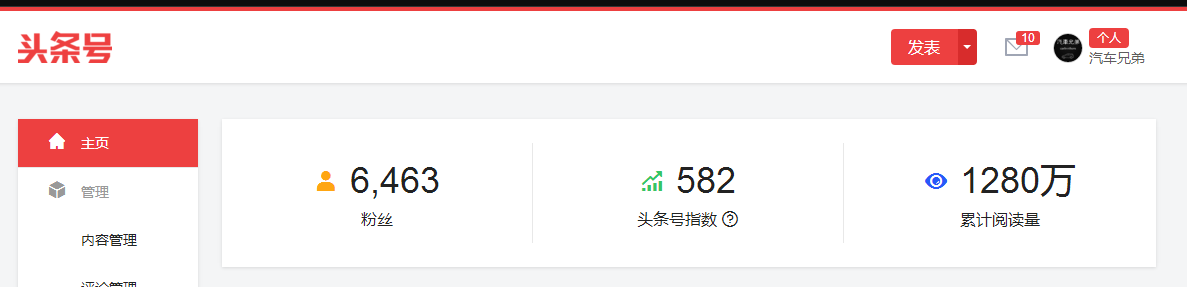 头条号
发表
10
个人
汽车兄弟
主页
管理
内容管理
评论管理
6,463
粉丝
582
头条号指数 ?
1280万
累计阅读量